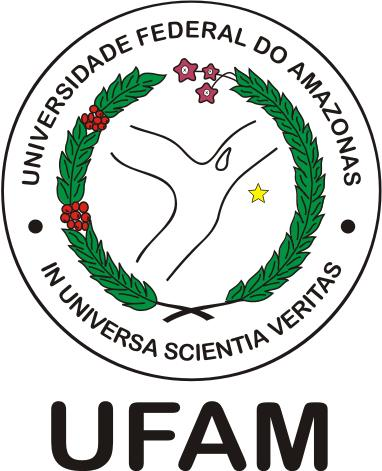 UNIVERSIDADE FEDERAL DO AMAZONAS
IN UNIVERSA SCIENTIA VERITAS
UFAM